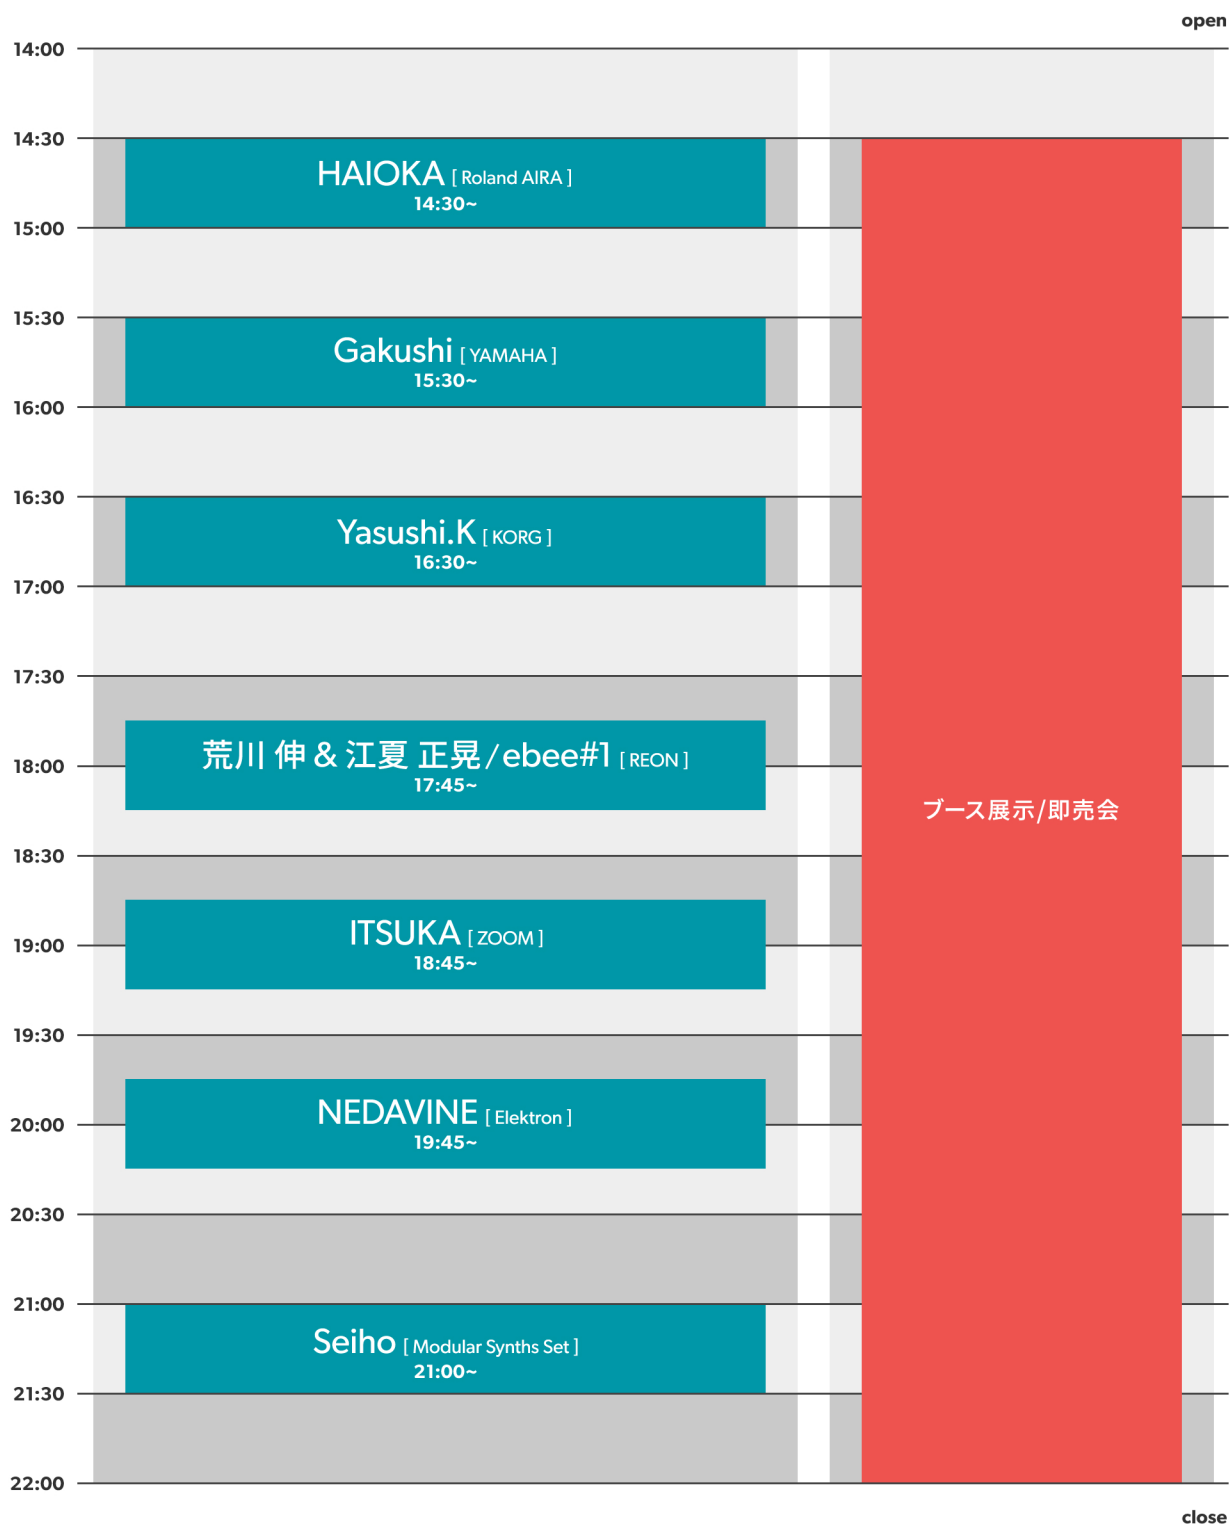 open
14:00
14:30
HAIOKA [ Roland AIRA ]
14:30~
15:00
15:30
Gakushi [ YAMAHA ]
15:30~
16:00
16:30
Yasushi.K [ KORG ]
16:30~
17:00
17:30
荒川 伸 & 江夏 正晃/ebee#1 [ REON ]
17:45~
18:00
ブース展示/即売会
18:30
ITSUKA [ ZOOM ]
18:45~
19:00
19:30
NEDAVINE [ Elektron ]
19:45~
20:00
20:30
21:00
Seiho [ Modular Synths Set ]
21:00~
21:30
22:00
close